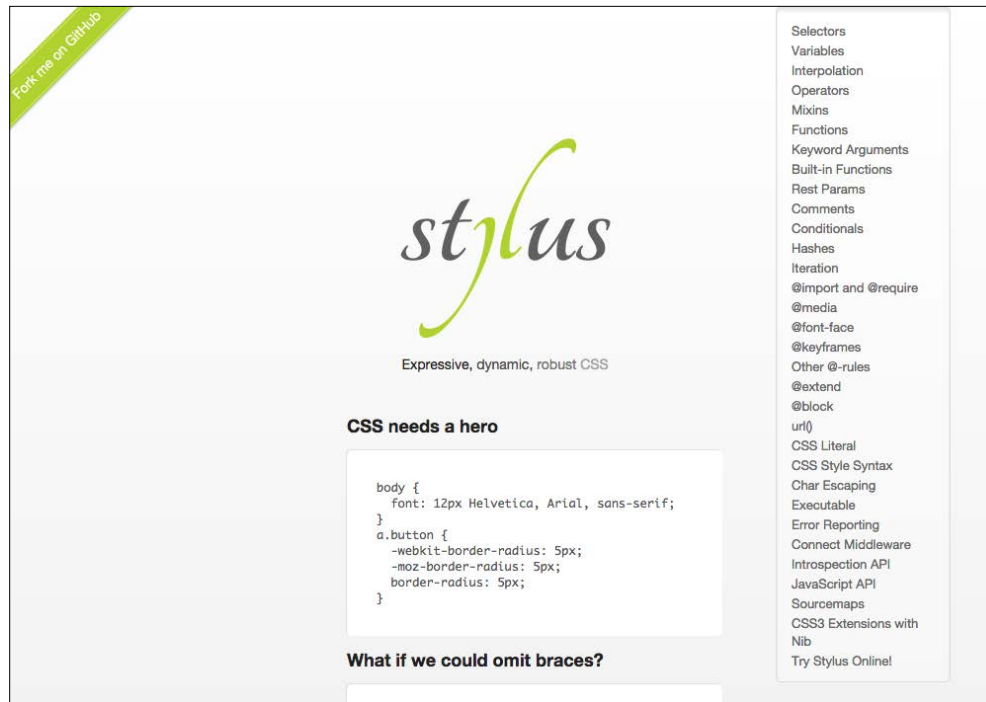 Fork me on GitHub
stylus
Expressive, dynamic, robust CSS
CSS needs a hero
body {
  font: 12px Helvetica, Arial, sans-serif;
}
a.button {
  -webkit-border-radius: 5px;
  -moz-border-radius: 5px;
  border-radius: 5px;
}
What if we could omit braces?
Selectors
Variables
Interpolation
Operators
Mixins
Functions
Keyword Arguments
Built-in Functions
Rest Params
Comments
Conditionals
Hashes
Iteration
@import and @require
@media
@font-face
@keyframes
Other @-rules
@extend
@block
url()
CSS Literal
CSS Style Syntax
Char Escaping
Executable
Error Reporting
Connect Middleware
Introspection API
JavaScript API
Sourcemaps
CSS3 Extensions with
Nib
Try Stylus Online!